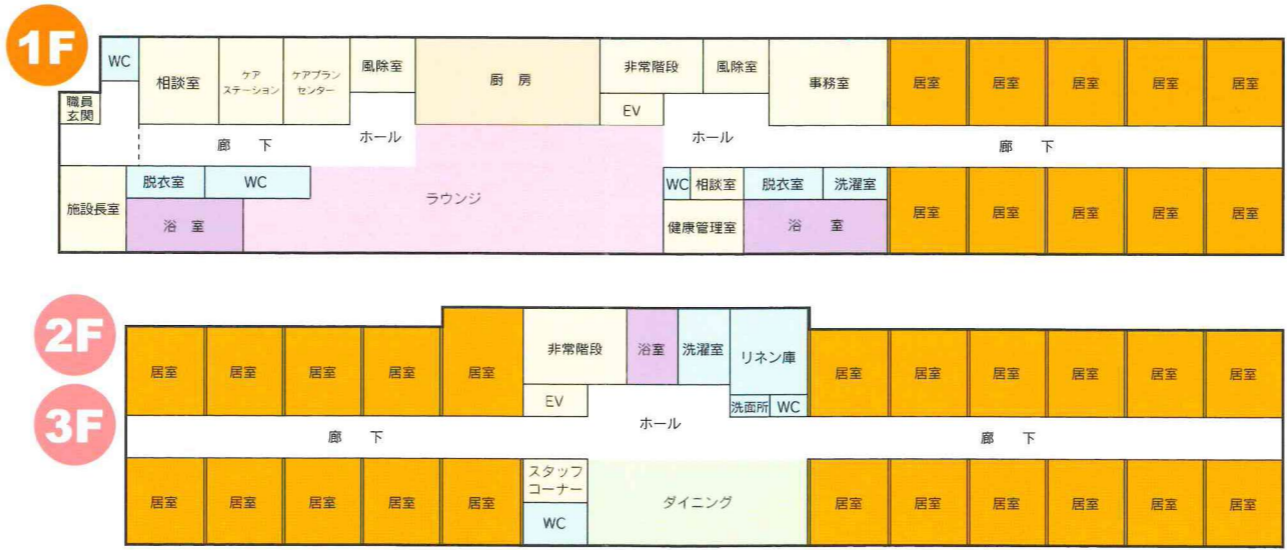 1F
WC
相談室
ケア
ステーション
ケアプラン
センター
風除室
厨 房
非常階段
風除室
事務室
居室
居室
居室
居室
居室
職員
玄関
EV
廊 下
ホール
ホール
廊 下
施設長室
脱衣室
WC
浴 室
ラウンジ
WC
相談室
脱衣室
洗濯室
健康管理室
浴 室
居室
居室
居室
居室
居室
2F
3F
居室
居室
居室
居室
居室
非常階段
浴室
洗濯室
リネン庫
EV
洗面所
WC
居室
居室
居室
居室
居室
居室
廊 下
ホール
廊 下
居室
居室
居室
居室
居室
スタッフ
コーナー
WC
ダイニング
居室
居室
居室
居室
居室
居室